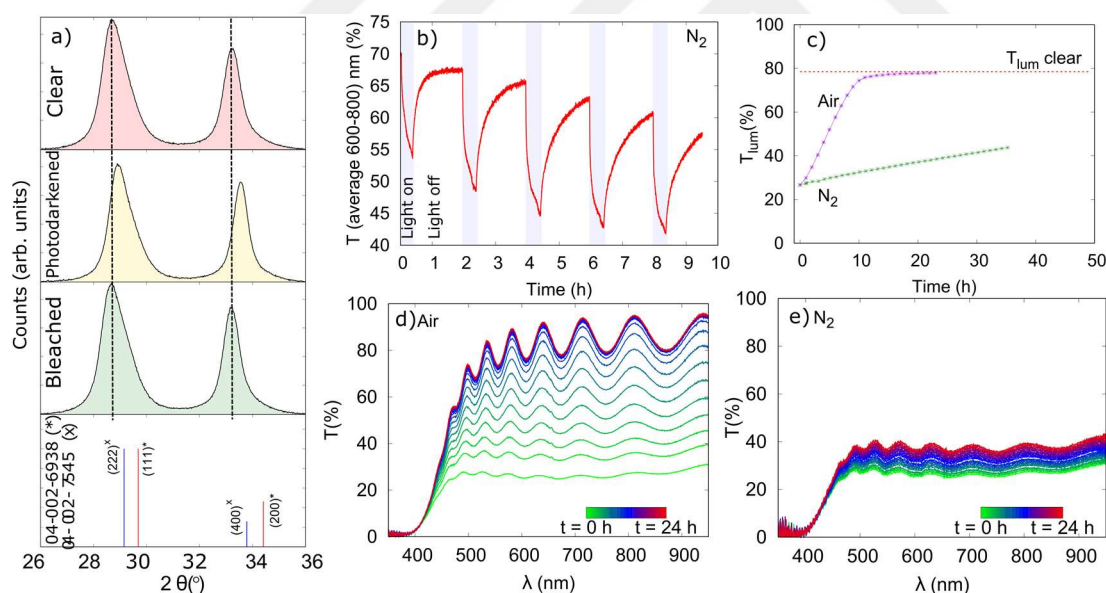 a)
Clear
Photodarkened
Bleached
Counts (arb. units)
04-002-6938 (*)
04-002-7545 (x)
(222)ˣ
(111)*
(400)ˣ
(200)*
26 28 30 32 34 36
2 θ(°)
b)
N₂
T (average 600-800) nm (%)
75
70
65
60
55
50
45
40
Light on
Light off
0 1 2 3 4 5 6 7 8 9 10
Time (h)
c)
T_lum clear
Air
N₂
T_lum(%)
100
80
60
40
20
0
0 10 20 30 40 50
Time (h)
d) Air
T(%)
100
80
60
40
20
0
t = 0 h t = 24 h
400 500 600 700 800 900
λ (nm)
e) N₂
T(%)
100
80
60
40
20
0
t = 0 h t = 24 h
400 500 600 700 800 900
λ (nm)